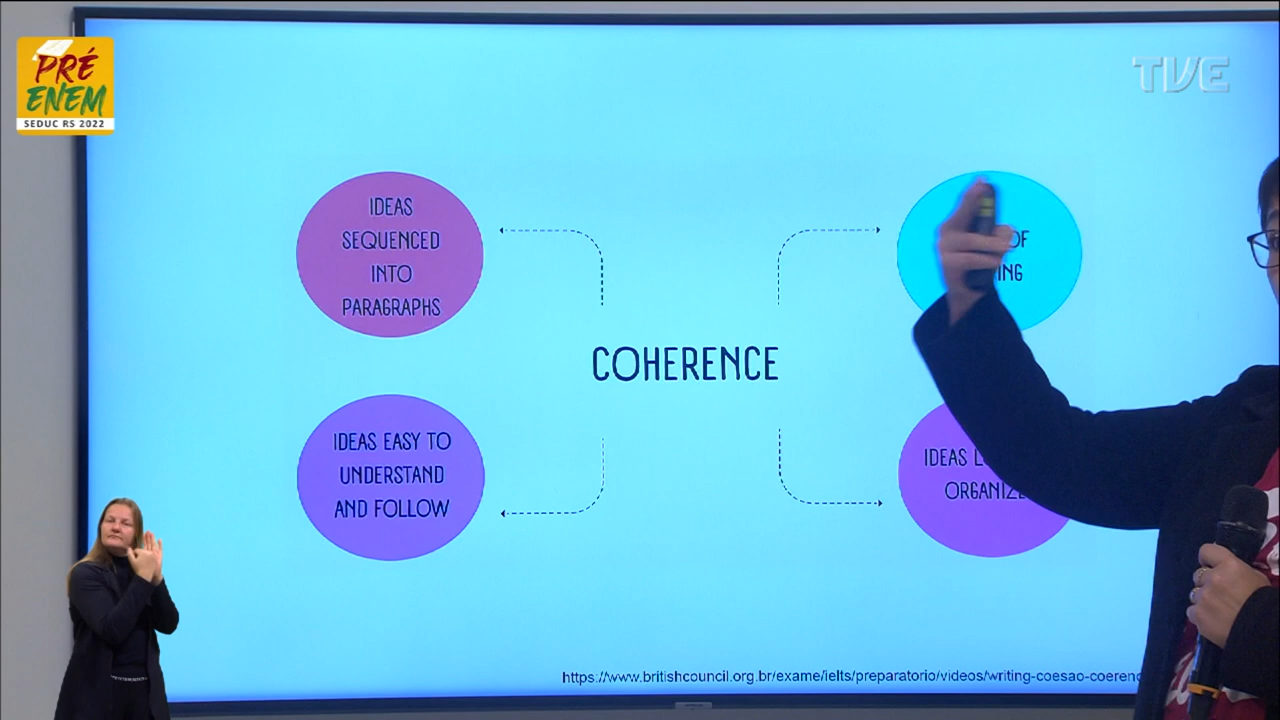 PRÉ
ENEM
SEDUC RS 2022
TVE
IDEAS
SEQUENCED
INTO
PARAGRAPHS
OF
ING
COHERENCE
IDEAS EASY TO
UNDERSTAND
AND FOLLOW
IDEAS
ORGANIZE
https://www.britishcouncil.org.br/exame/ielts/preparatorio/videos/writing-coesao-coerenc